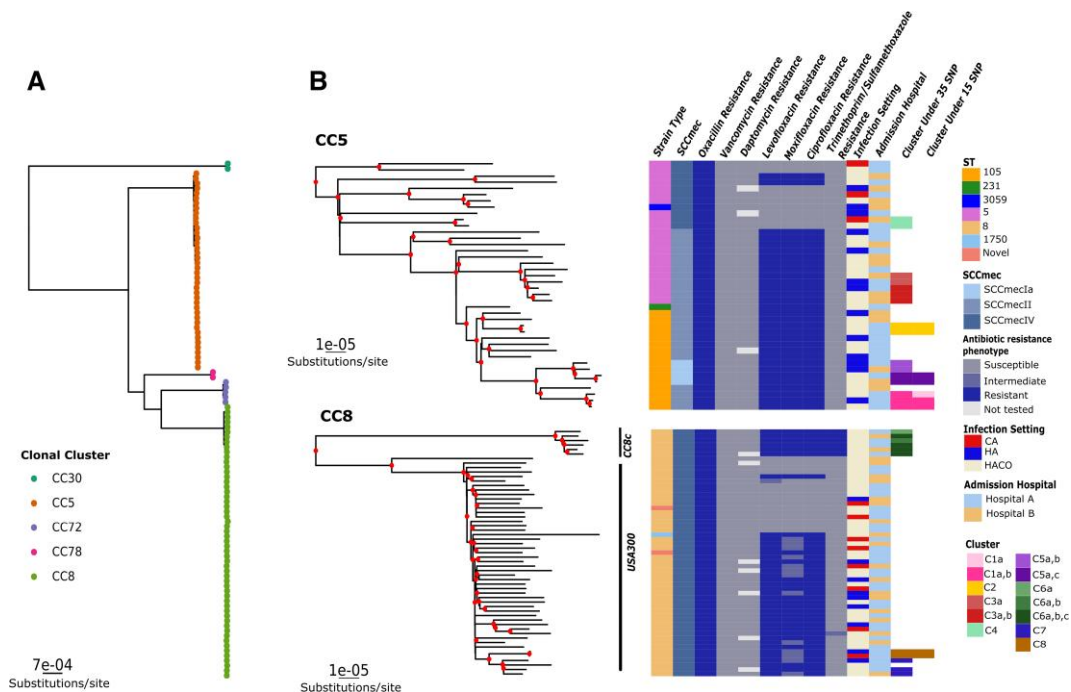 A
B
CC5
CC8
1e-05
Substitutions/site
1e-05
Substitutions/site
7e-04
Substitutions/site
Clonal Cluster
CC30
CC5
CC72
CC78
CC8
Strain Type
SCCmec
Oxacillin Resistance
Vancomycin Resistance
Daptomycin Resistance
Levofloxacin Resistance
Moxifloxacin Resistance
Ciprofloxacin Resistance
Trimethoprim/Sulfamethoxazole
Resistance
Infection Setting
Admission Hospital
Cluster Under 35 SNP
Cluster Under 15 SNP
CC8c
USA300
ST
105
231
3059
5
8
1750
Novel
SCCmec
SCCmecIa
SCCmecII
SCCmecIV
Antibiotic resistance
phenotype
Susceptible
Intermediate
Resistant
Not tested
Infection Setting
CA
HA
HACO
Admission Hospital
Hospital A
Hospital B
Cluster
C1a
C1a,b
C2
C3a
C3a,b
C4
C5a,b
C5a,c
C6a
C6a,b
C6a,b,c
C7
C8